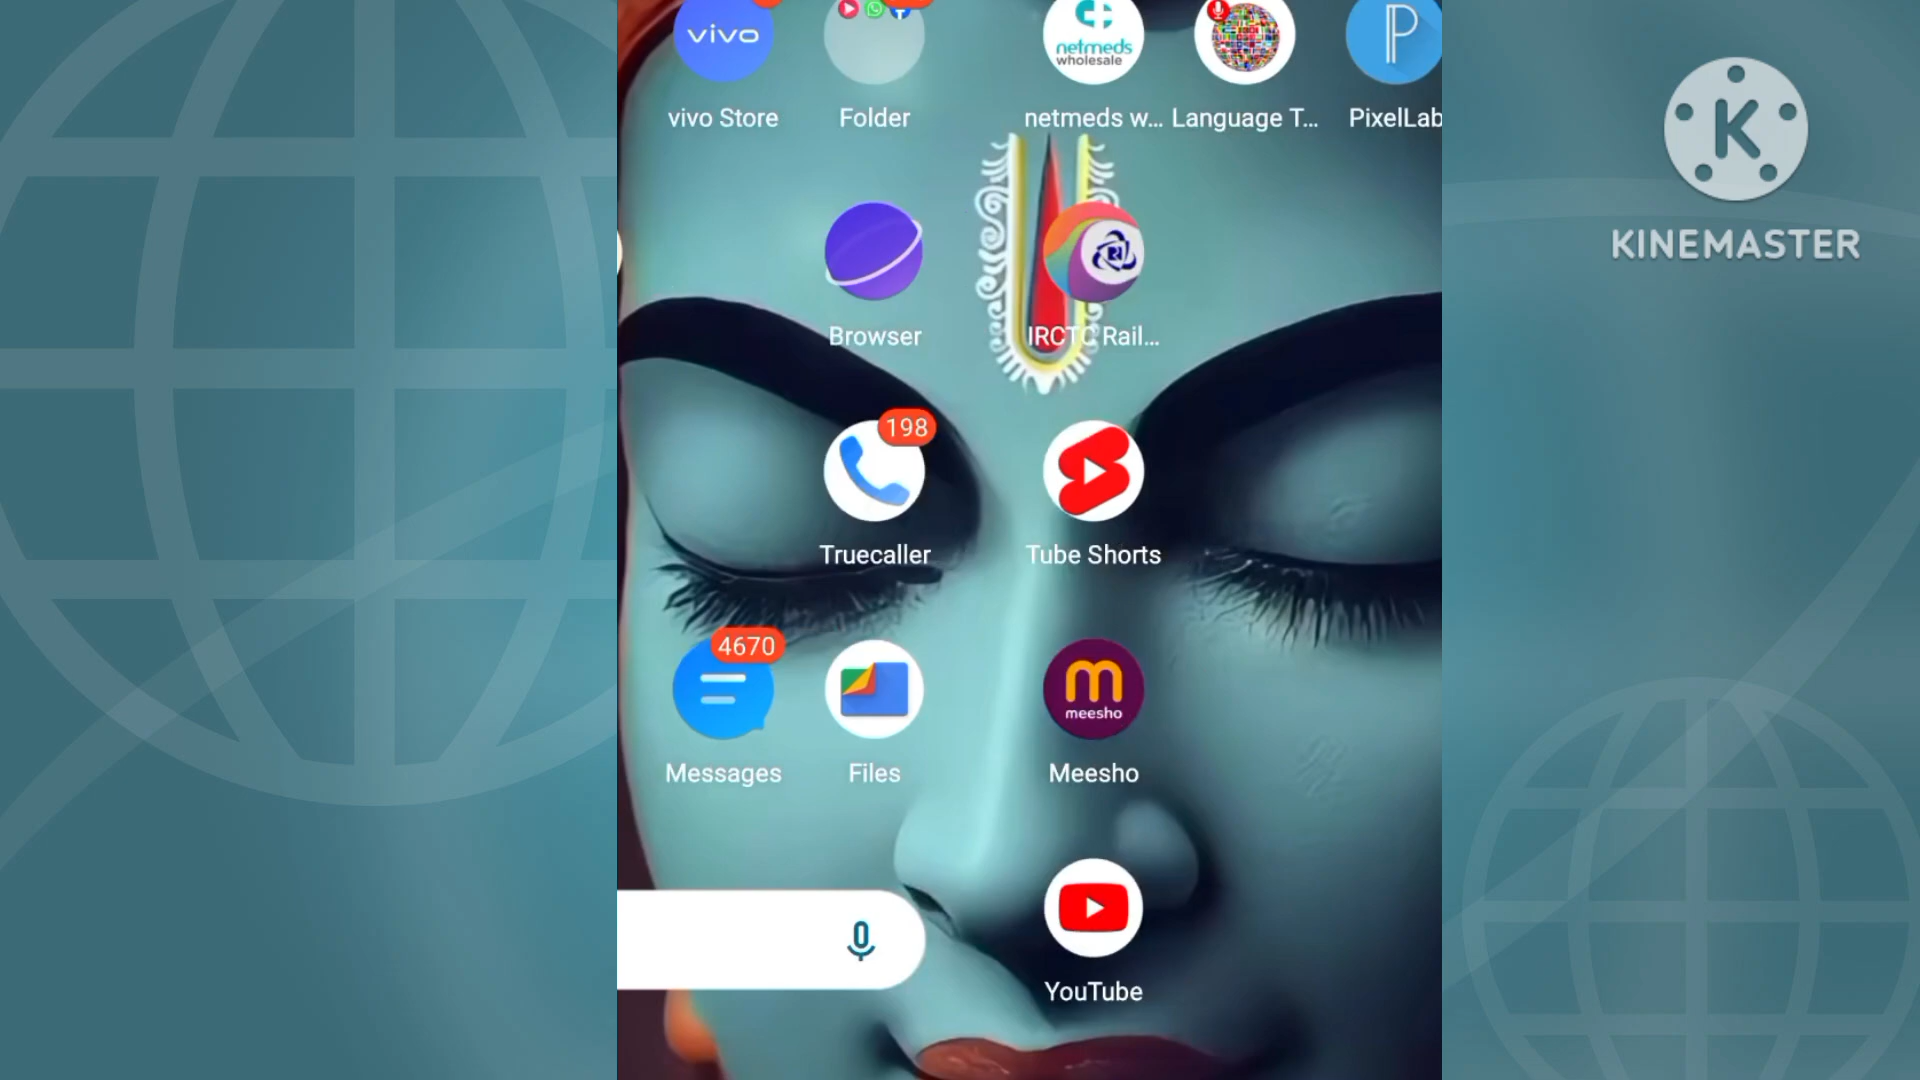 vivo
netmeds
wholesale
vivo Store
Folder
netmeds w...
Language T...
PixelLab
K
KINEMASTER
Browser
IRCTC Rail...
198
Truecaller
Tube Shorts
4670
meesho
Messages
Files
Meesho
YouTube